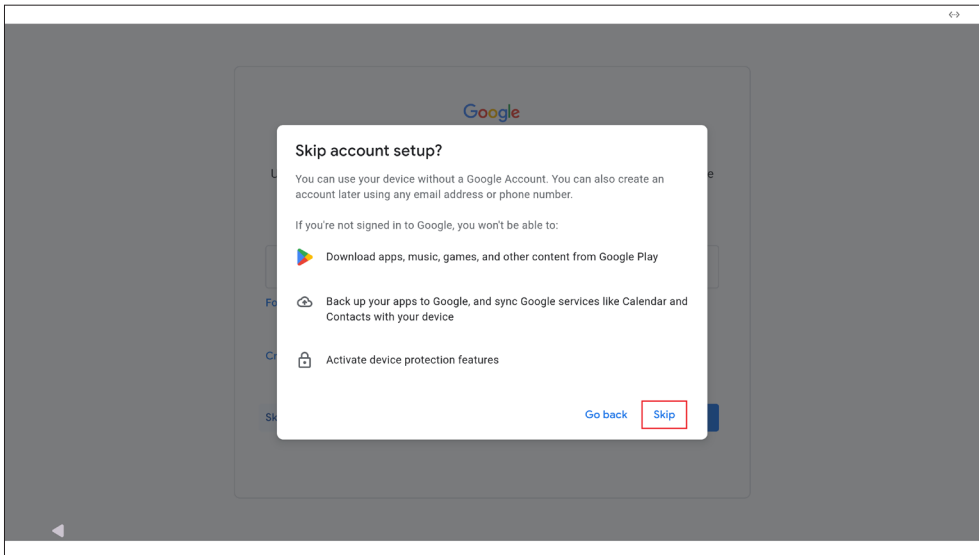 Google
Skip account setup?
You can use your device without a Google Account. You can also create an
account later using any email address or phone number.
If you're not signed in to Google, you won't be able to:
Download apps, music, games, and other content from Google Play
Back up your apps to Google, and sync Google services like Calendar and
Contacts with your device
Activate device protection features
Go back Skip